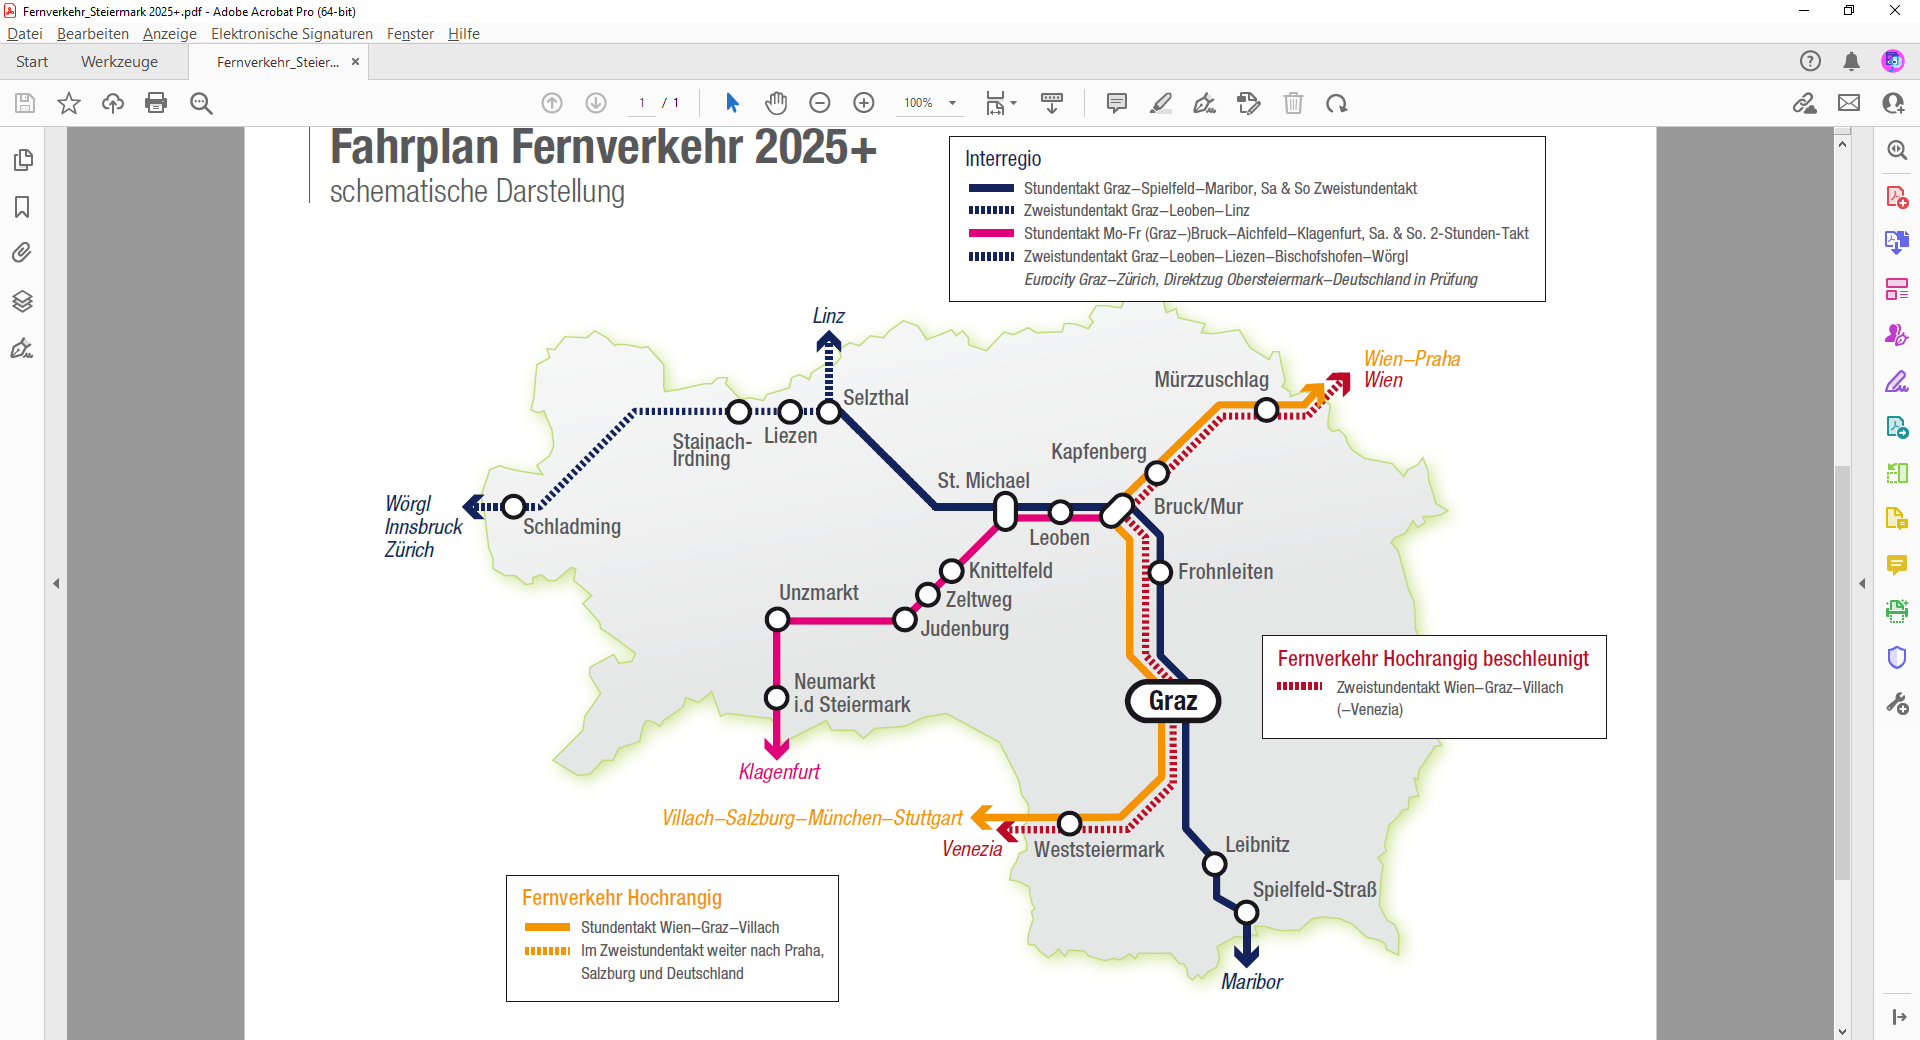 Fernverkehr_Steiermark 2025+.pdf - Adobe Acrobat Pro (64-bit)
Datei Bearbeiten Anzeige Elektronische Signaturen Fenster Hilfe
Start Werkzeuge Fernverkehr_Steier... ×
1 / 1 100%
Fahrplan Fernverkehr 2025+
schematische Darstellung
Interregio
Stundentakt Graz–Spielfeld–Maribor, Sa & So Zweistundentakt
Zweistundentakt Graz–Leoben–Linz
Stundentakt Mo-Fr (Graz–)Bruck–Aichfeld–Klagenfurt, Sa. & So. 2-Stunden-Takt
Zweistundentakt Graz–Leoben–Liezen–Bischofshofen–Wörgl
Eurocity Graz–Zürich, Direktzug Obersteiermark–Deutschland in Prüfung
Linz
Wien–Praha
Wien
Mürzzuschlag
Selzthal
Liezen
Stainach-
Irdning
Kapfenberg
St. Michael
Wörgl
Innsbruck
Zürich
Schladming
Bruck/Mur
Leoben
Knittelfeld
Frohnleiten
Unzmarkt
Zeltweg
Judenburg
Neumarkt
i.d Steiermark
Graz
Fernverkehr Hochrangig beschleunigt
Zweistundentakt Wien–Graz–Villach
(–Venezia)
Klagenfurt
Villach–Salzburg–München–Stuttgart
Venezia
Weststeiermark
Leibnitz
Spielfeld-Straß
Maribor
Fernverkehr Hochrangig
Stundentakt Wien–Graz–Villach
Im Zweistundentakt weiter nach Praha,
Salzburg und Deutschland